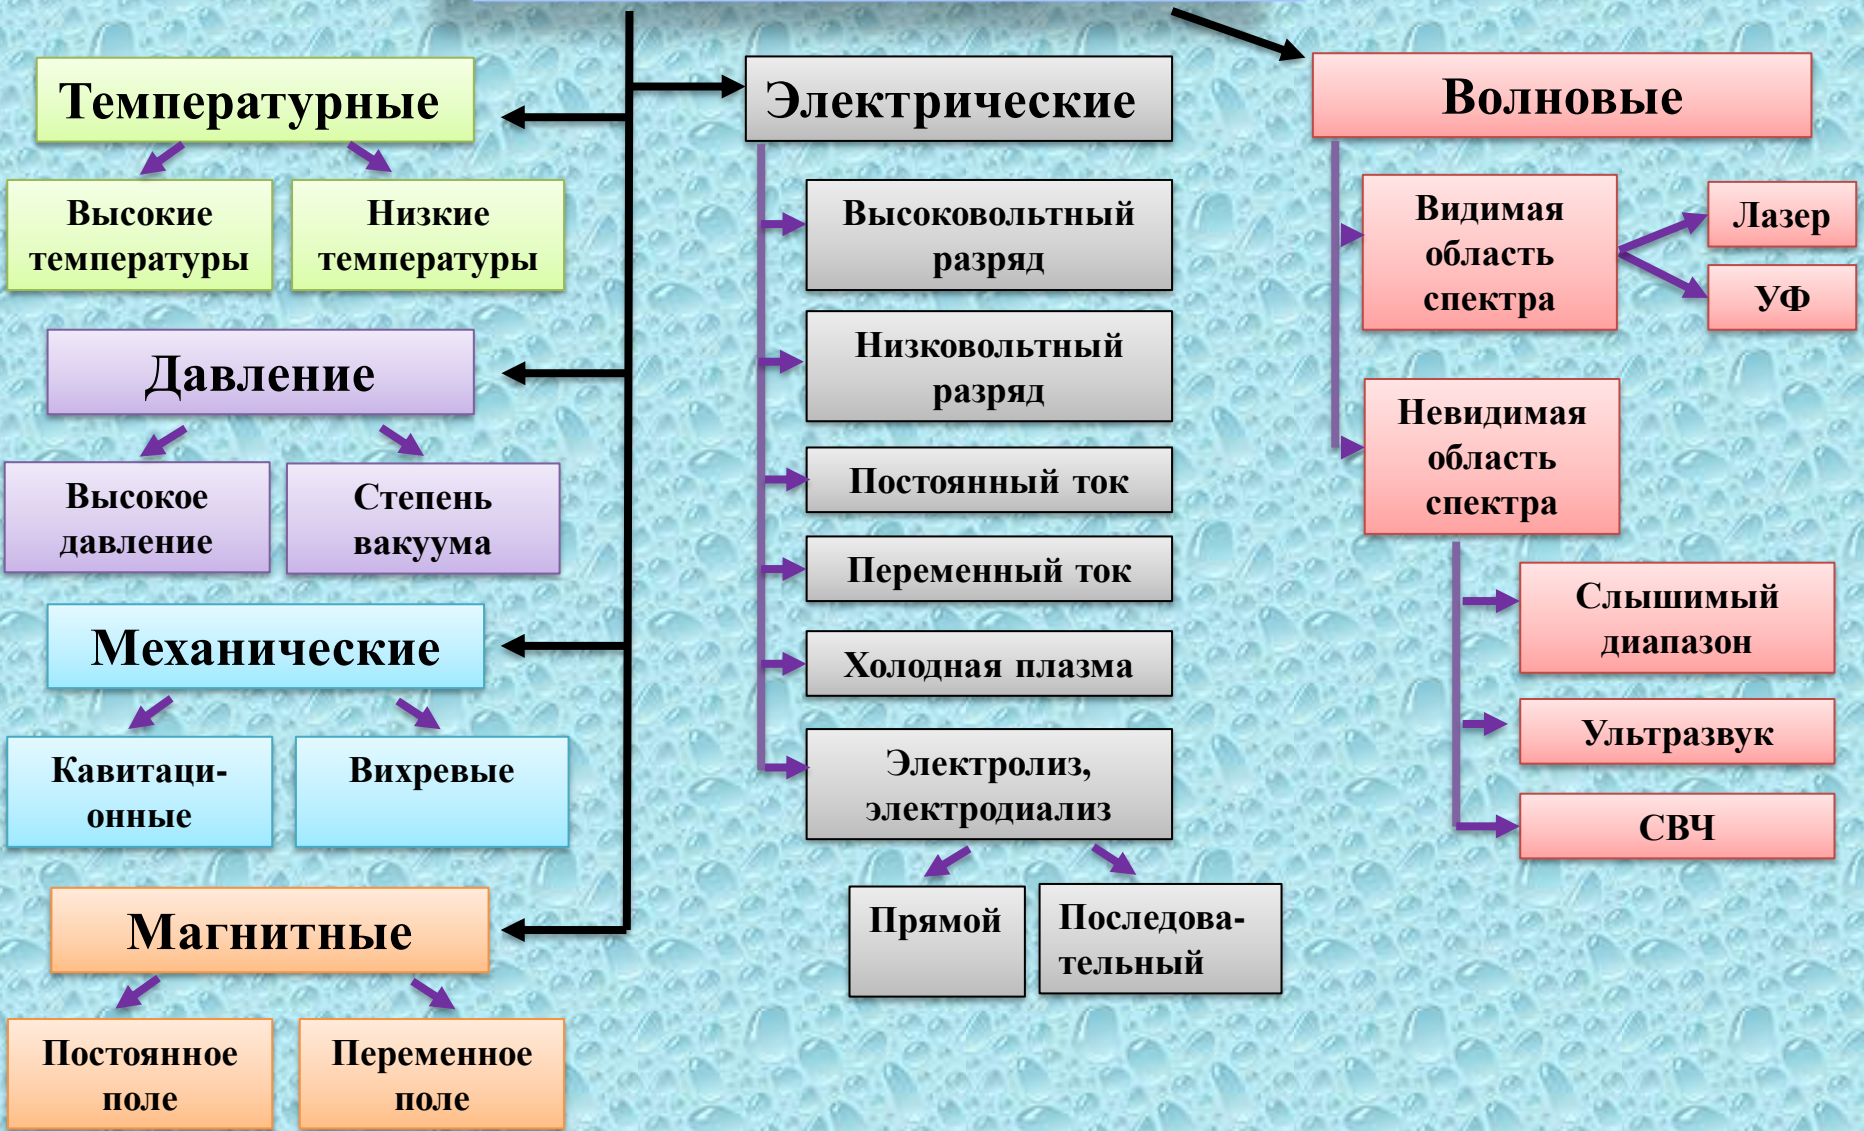 Температурные
Высокие
температуры
Низкие
температуры
Давление
Высокое
давление
Степень
вакуума
Механические
Кавитаци-
онные
Вихревые
Магнитные
Постоянное
поле
Переменное
поле
Электрические
Высоковольтный
разряд
Низковольтный
разряд
Постоянный ток
Переменный ток
Холодная плазма
Электролиз,
электродиализ
Прямой
Последова-
тельный
Волновые
Видимая
область
спектра
Лазер
УФ
Невидимая
область
спектра
Слышимый
диапазон
Ультразвук
СВЧ